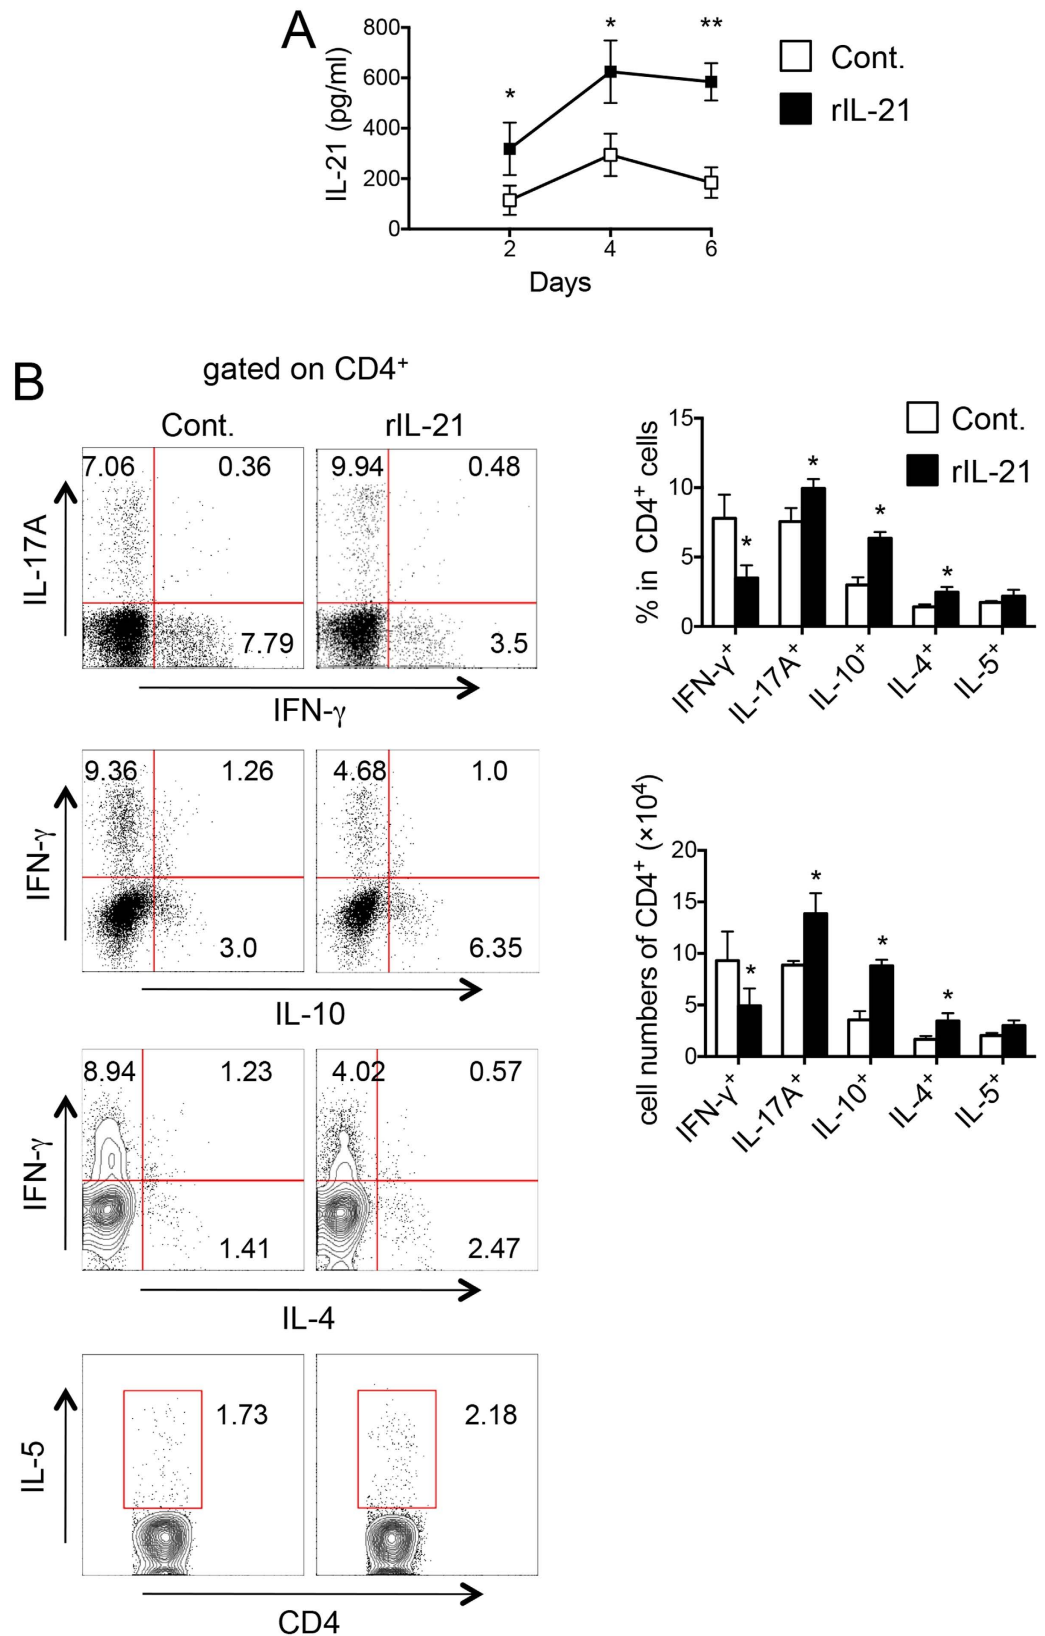 A
800
600
400
200
0
IL-21 (pg/ml)
*
*
**
2
4
6
Days
Cont.
rIL-21
B
gated on CD4⁺
Cont.
rIL-21
7.06
0.36
7.79
9.94
0.48
3.5
IL-17A
IFN-γ
9.36
1.26
3.0
4.68
1.0
6.35
IFN-γ
IL-10
8.94
1.23
1.41
4.02
0.57
2.47
IFN-γ
IL-4
1.73
2.18
IL-5
CD4
15
10
5
0
% in CD4⁺ cells
*
*
*
*
Cont.
rIL-21
IFN-γ⁺
IL-17A⁺
IL-10⁺
IL-4⁺
IL-5⁺
20
15
10
5
0
cell numbers of CD4⁺ (×10⁴)
*
*
*
*
IFN-γ⁺
IL-17A⁺
IL-10⁺
IL-4⁺
IL-5⁺